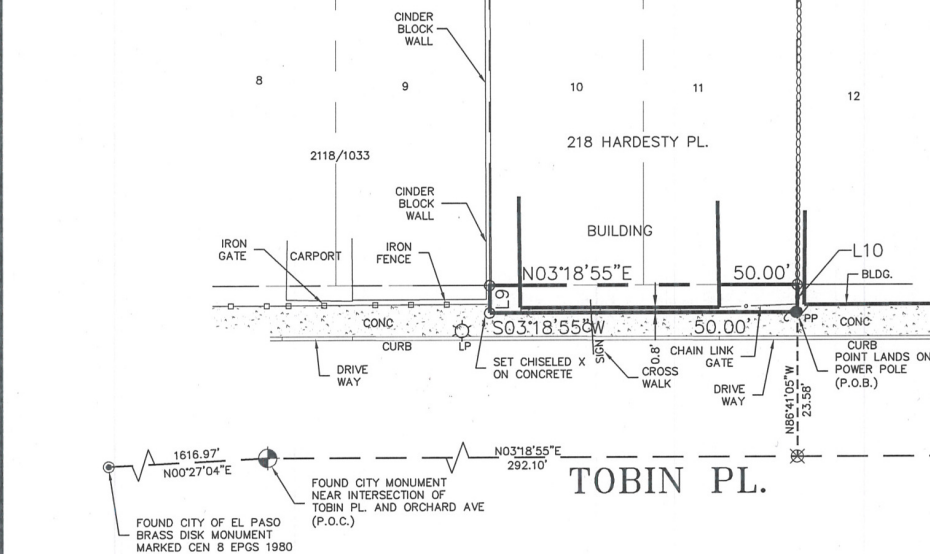 CINDER
BLOCK
WALL
8
9
10
11
12
218 HARDESTY PL.
2118/1033
CINDER
BLOCK
WALL
BUILDING
IRON
GATE
CARPORT
IRON
FENCE
L10
BLDG.
N03°18'55"E
50.00'
L9
CONC
S03°18'55"W
50.00'
PP
CONC
CURB
LP
SIGN
0.8'
CHAIN LINK
GATE
CURB
POINT LANDS ON
POWER POLE
(P.O.B.)
SET CHISELED X
ON CONCRETE
CROSS
WALK
DRIVE
WAY
DRIVE
WAY
N86°41'05"W
23.58'
1616.97'
N00°27'04"E
N03°18'55"E
292.10'
TOBIN PL.
FOUND CITY MONUMENT
NEAR INTERSECTION OF
TOBIN PL. AND ORCHARD AVE
(P.O.C.)
FOUND CITY OF EL PASO
BRASS DISK MONUMENT
MARKED CEN 8 EPGS 1980